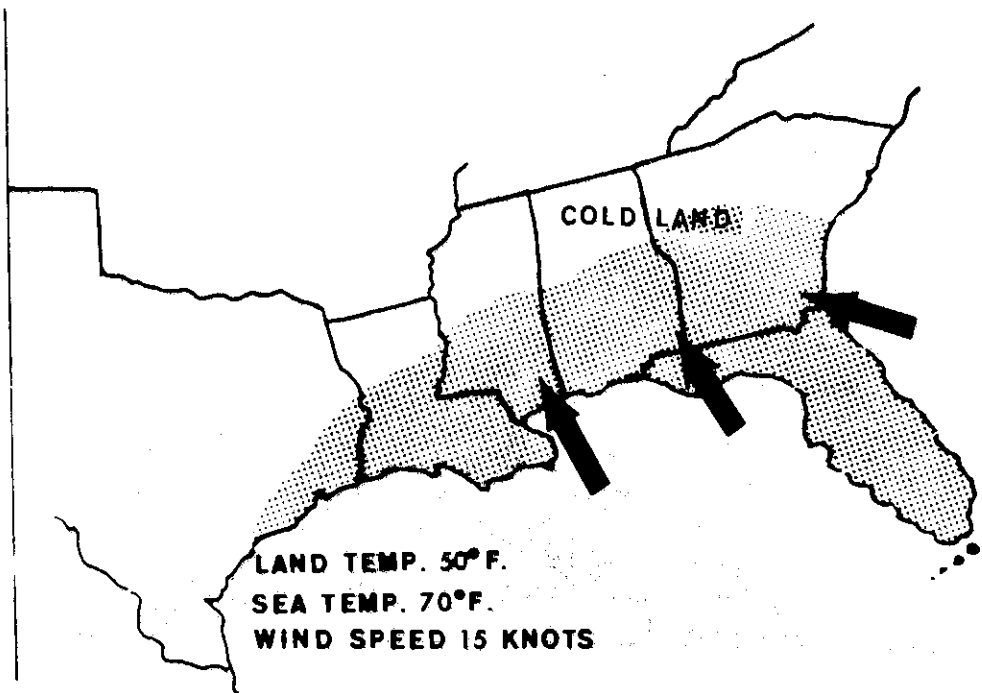 COLD LAND
LAND TEMP. 50°F.
SEA TEMP. 70°F.
WIND SPEED 15 KNOTS